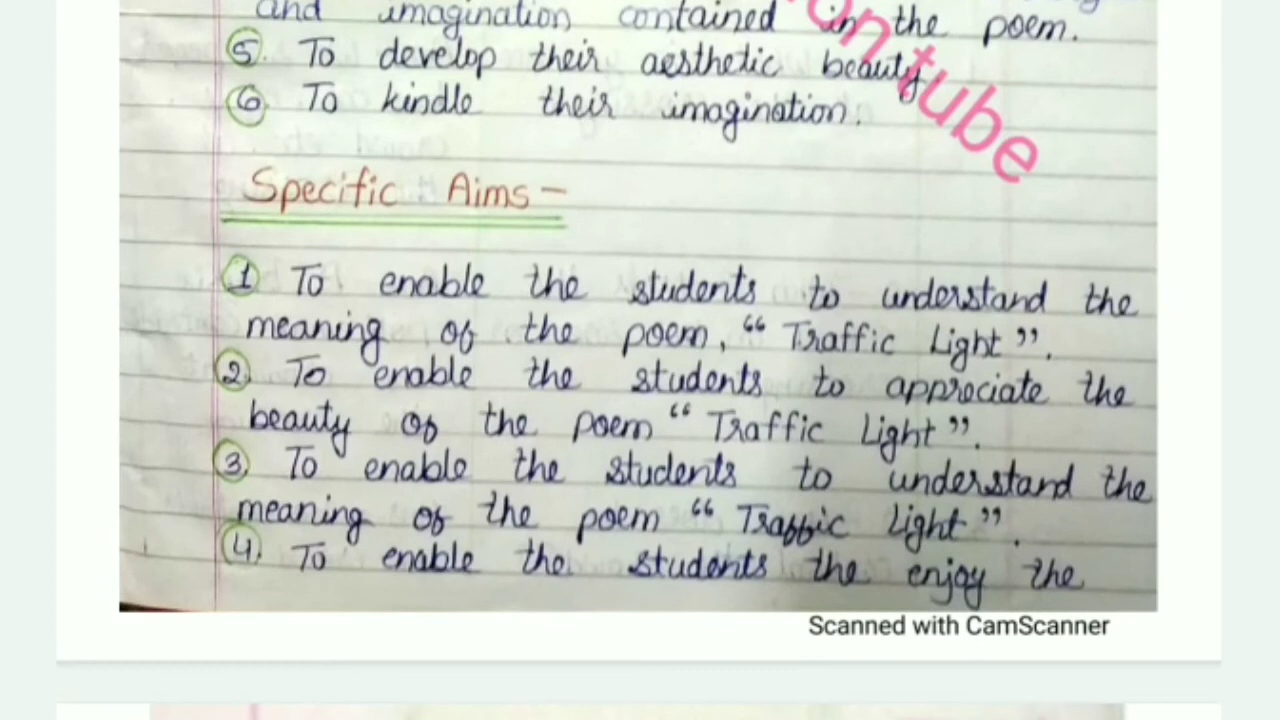 and imagination contained in the poem.
5. To develop their aesthetic beauty
6. To kindle their imagination.
on tube
Specific Aims -
1 To enable the students to understand the
meaning of the poem, “ Traffic Light ”.
2. To enable the students to appreciate the
beauty of the poem “ Traffic Light ”.
3. To enable the students to understand the
meaning of the poem “ Traffic Light ”.
4. To enable the students the enjoy the
Scanned with CamScanner